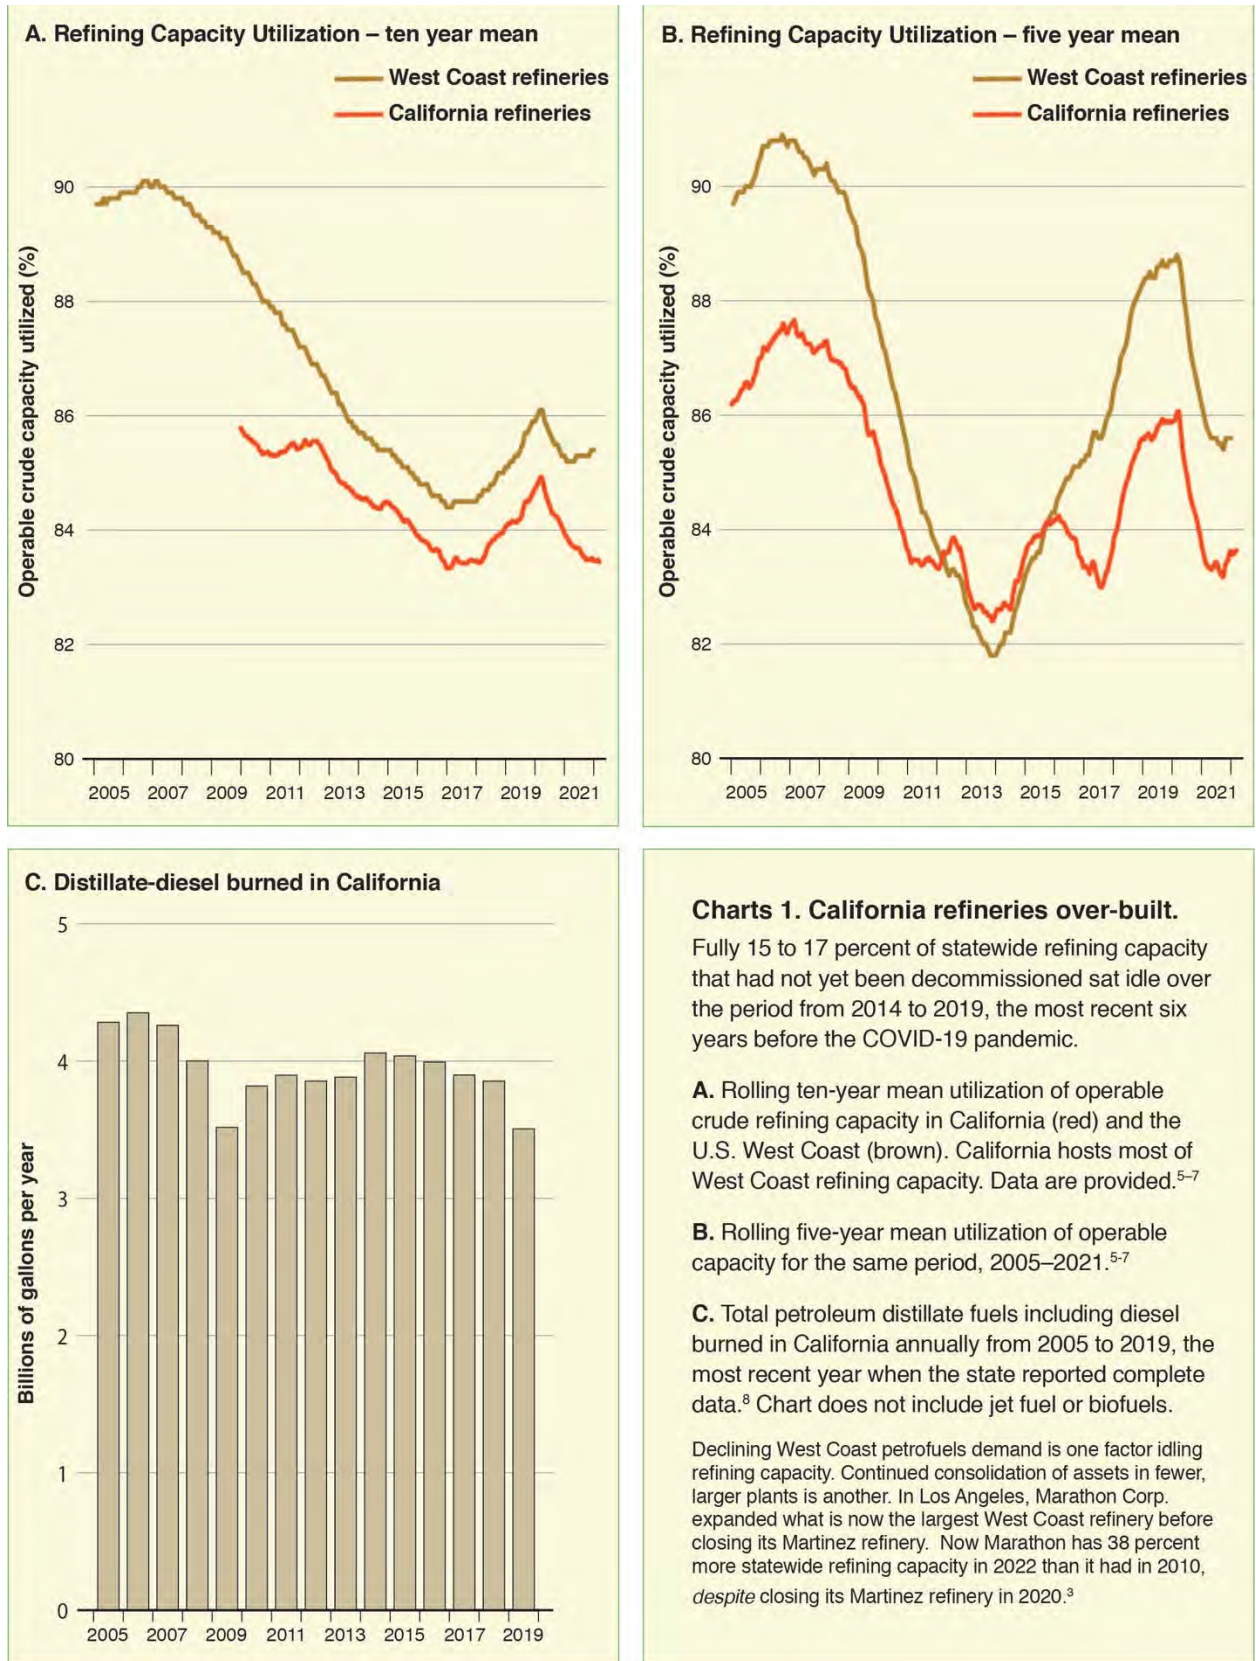 A. Refining Capacity Utilization – ten year mean
West Coast refineries
California refineries
Operable crude capacity utilized (%)
90
88
86
84
82
80
2005 2007 2009 2011 2013 2015 2017 2019 2021
B. Refining Capacity Utilization – five year mean
West Coast refineries
California refineries
Operable crude capacity utilized (%)
90
88
86
84
82
80
2005 2007 2009 2011 2013 2015 2017 2019 2021
C. Distillate-diesel burned in California
Billions of gallons per year
5
4
3
2
1
0
2005 2007 2009 2011 2013 2015 2017 2019
Charts 1. California refineries over-built.
Fully 15 to 17 percent of statewide refining capacity
that had not yet been decommissioned sat idle over
the period from 2014 to 2019, the most recent six
years before the COVID-19 pandemic.
A. Rolling ten-year mean utilization of operable
crude refining capacity in California (red) and the
U.S. West Coast (brown). California hosts most of
West Coast refining capacity. Data are provided.⁵⁻⁷
B. Rolling five-year mean utilization of operable
capacity for the same period, 2005–2021.⁵⁻⁷
C. Total petroleum distillate fuels including diesel
burned in California annually from 2005 to 2019, the
most recent year when the state reported complete
data.⁸ Chart does not include jet fuel or biofuels.
Declining West Coast petrofuels demand is one factor idling
refining capacity. Continued consolidation of assets in fewer,
larger plants is another. In Los Angeles, Marathon Corp.
expanded what is now the largest West Coast refinery before
closing its Martinez refinery. Now Marathon has 38 percent
more statewide refining capacity in 2022 than it had in 2010,
despite closing its Martinez refinery in 2020.³